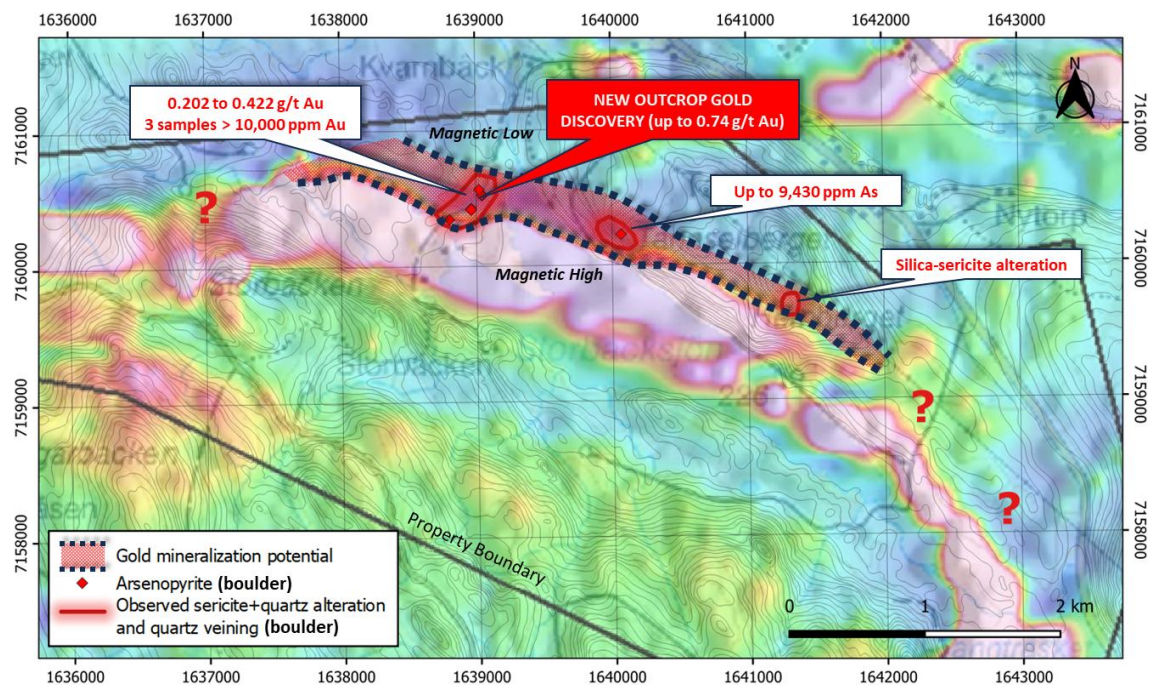 1636000 1637000 1638000 1639000 1640000 1641000 1642000 1643000
Kvarnbäck
N
0.202 to 0.422 g/t Au
3 samples > 10,000 ppm Au
NEW OUTCROP GOLD
DISCOVERY (up to 0.74 g/t Au)
7161000
7161000
Magnetic Low
Up to 9,430 ppm As
Nytorp
?
Silica-sericite alteration
7160000
7160000
Magnetic High
Storbäcken
7159000
7159000
?
?
7158000
7158000
Property Boundary
Gold mineralization potential
Arsenopyrite (boulder)
Observed sericite+quartz alteration
and quartz veining (boulder)
0 1 2 km
1636000 1637000 1638000 1639000 1640000 1641000 1642000 1643000